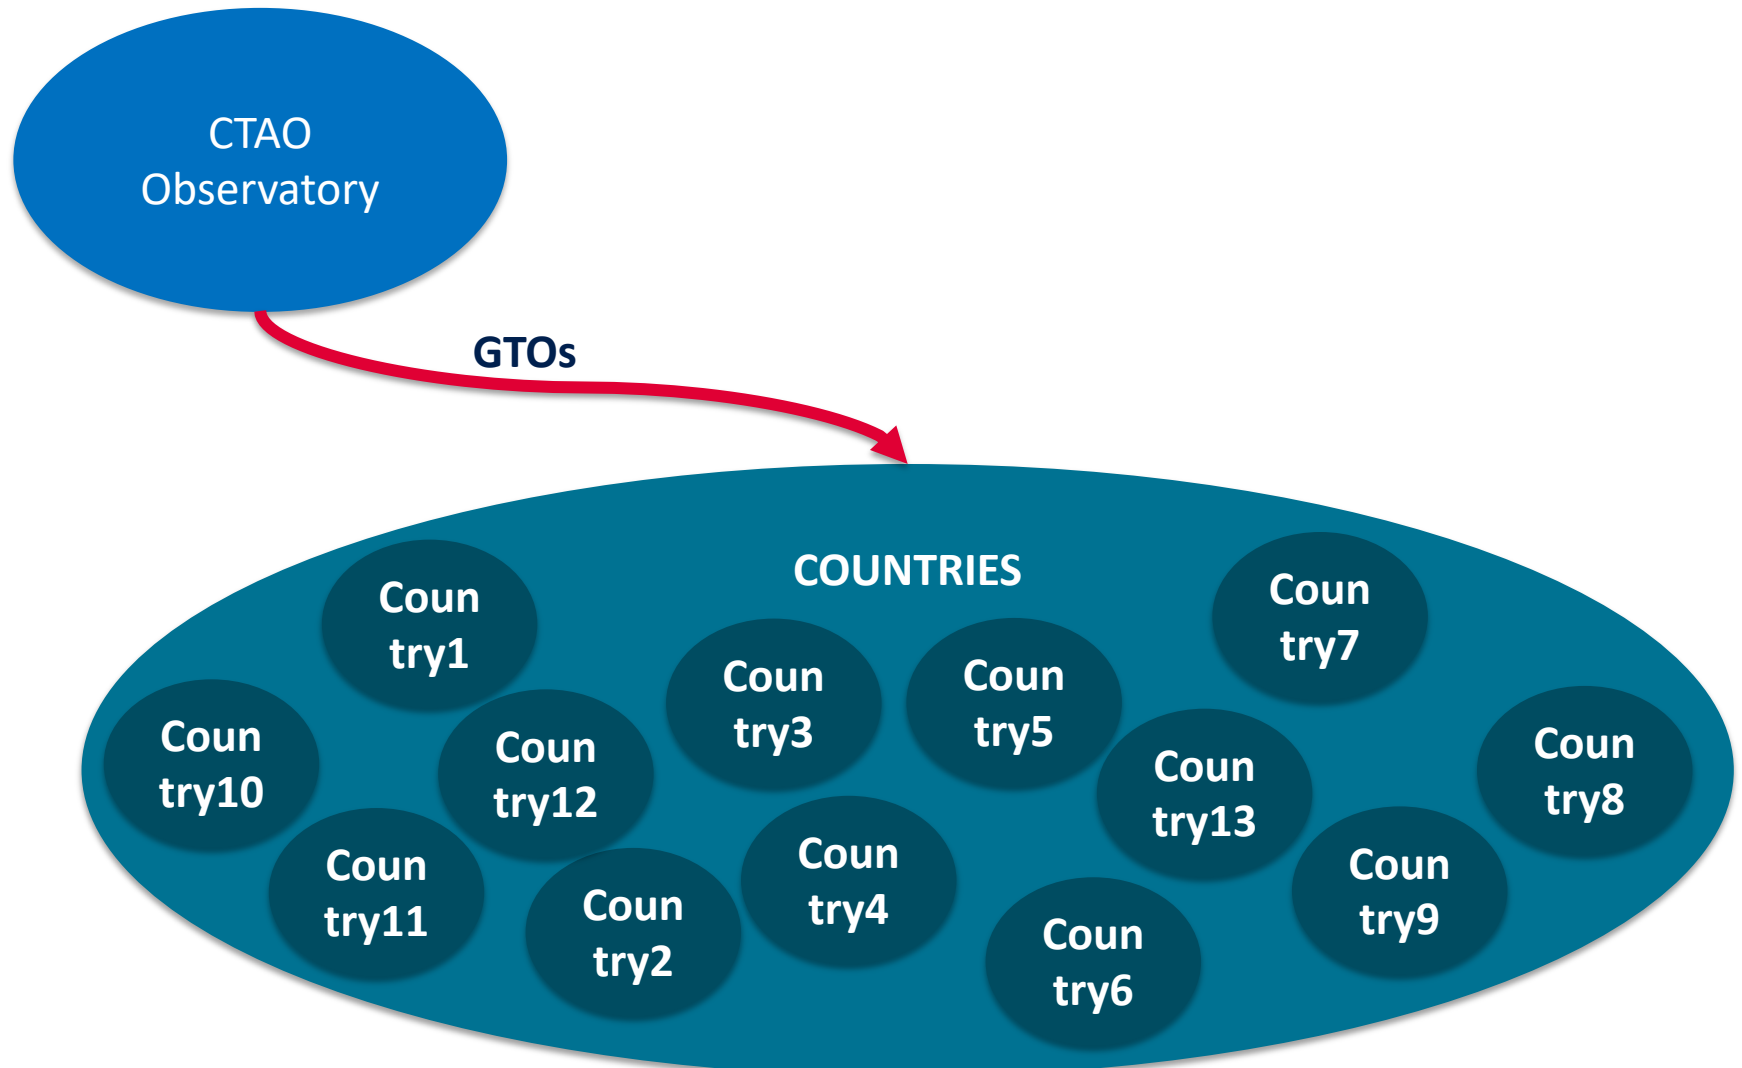 CTAO
Observatory
GTOs
COUNTRIES
Coun
try1
Coun
try7
Coun
try3
Coun
try5
Coun
try10
Coun
try12
Coun
try13
Coun
try8
Coun
try11
Coun
try2
Coun
try4
Coun
try6
Coun
try9